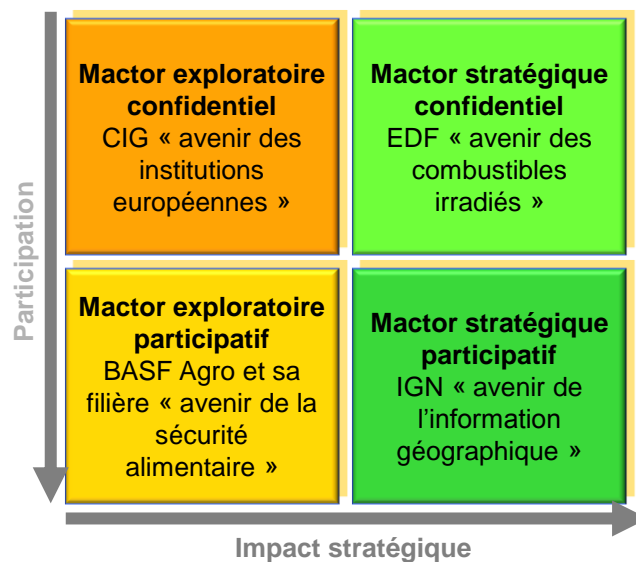 Mactor exploratoire
confidentiel
CIG « avenir des
institutions
européennes »
Mactor stratégique
confidentiel
EDF « avenir des
combustibles
irradiés »
Participation
Mactor exploratoire
participatif
BASF Agro et sa
filière « avenir de la
sécurité
alimentaire »
Mactor stratégique
participatif
IGN « avenir de
l’information
géographique »
Impact stratégique